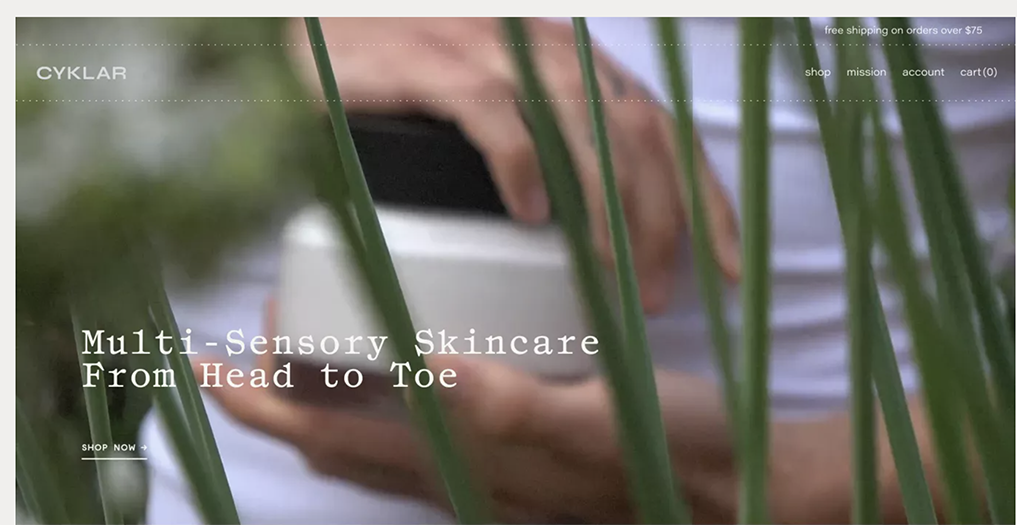 free shipping on orders over $75
CYKLAR
shop mission account cart(0)
Multi-Sensory Skincare
From Head to Toe
SHOP NOW →